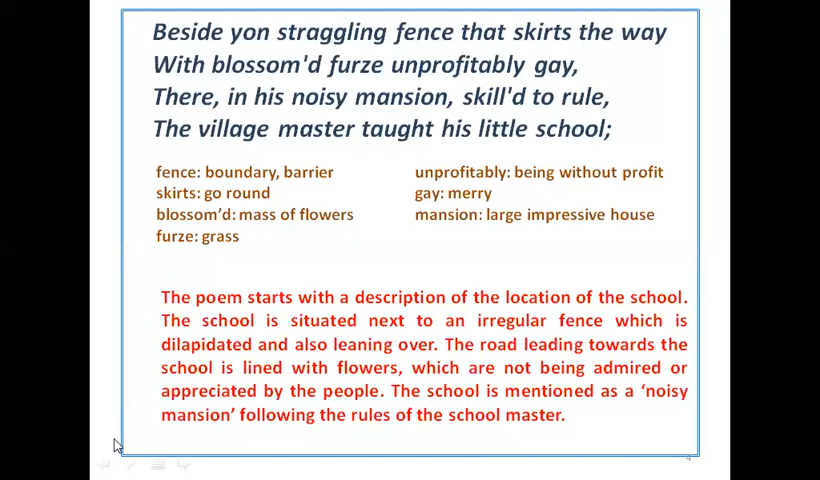 Beside yon straggling fence that skirts the way
With blossom'd furze unprofitably gay,
There, in his noisy mansion, skill'd to rule,
The village master taught his little school;
fence: boundary, barrier
skirts: go round
blossom’d: mass of flowers
furze: grass
unprofitably: being without profit
gay: merry
mansion: large impressive house
The poem starts with a description of the location of the school.
The school is situated next to an irregular fence which is
dilapidated and also leaning over. The road leading towards the
school is lined with flowers, which are not being admired or
appreciated by the people. The school is mentioned as a ‘noisy
mansion’ following the rules of the school master.
4